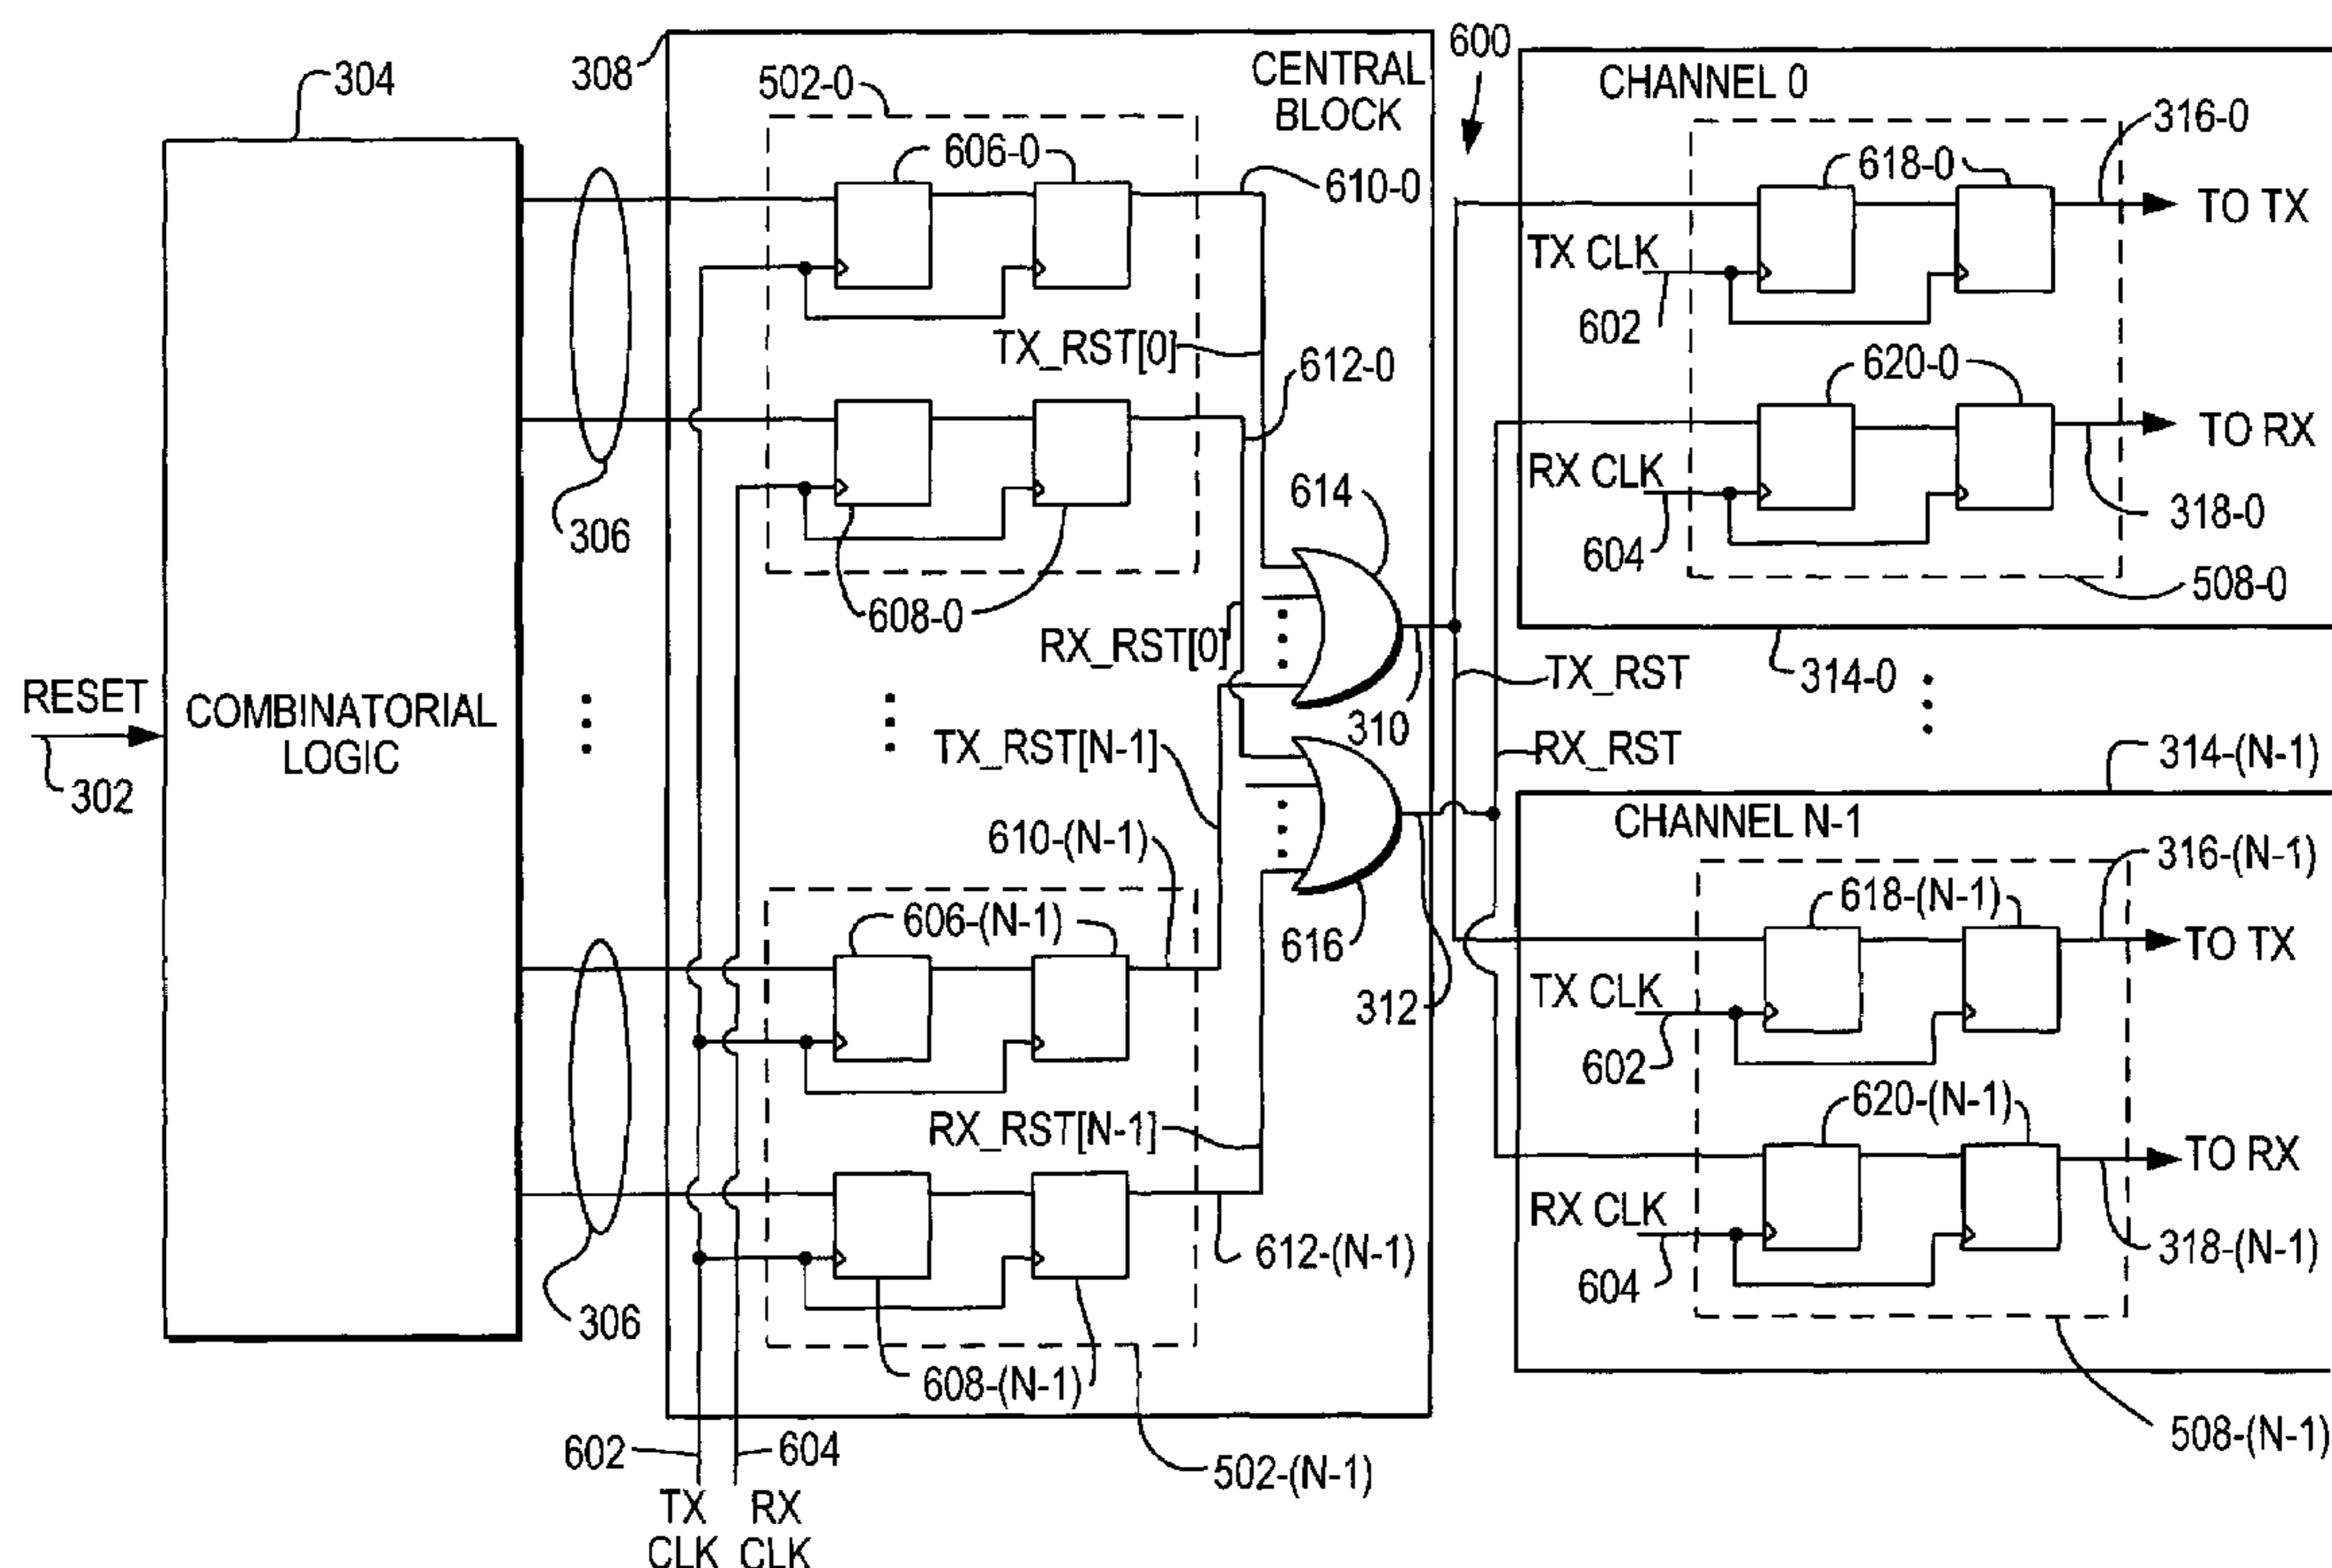 304
COMBINATORIAL
LOGIC
RESET
302
306
306
308
CENTRAL
BLOCK
502-0
606-0
610-0
TX_RST[0]
612-0
608-0
RX_RST[0]
614
310
TX_RST[N-1]
610-(N-1)
606-(N-1)
616
312
RX_RST[N-1]
612-(N-1)
608-(N-1)
502-(N-1)
602
604
TX
CLK
RX
CLK
600
TX_RST
RX_RST
CHANNEL 0
618-0
316-0
TO TX
TX CLK
602
620-0
TO RX
RX CLK
604
318-0
508-0
314-0
314-(N-1)
CHANNEL N-1
316-(N-1)
618-(N-1)
TO TX
TX CLK
602
620-(N-1)
TO RX
RX CLK
604
318-(N-1)
508-(N-1)